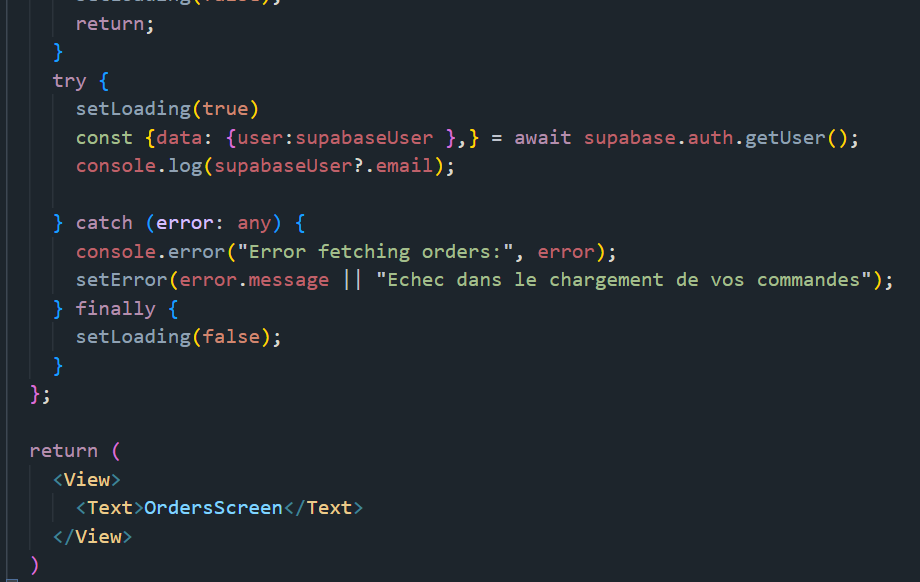 setLoading(false);
return;
}
try {
setLoading(true)
const {data: {user:supabaseUser },} = await supabase.auth.getUser();
console.log(supabaseUser?.email);
} catch (error: any) {
console.error("Error fetching orders:", error);
setError(error.message || "Echec dans le chargement de vos commandes");
} finally {
setLoading(false);
}
};
return (
<View>
<Text>OrdersScreen</Text>
</View>
)